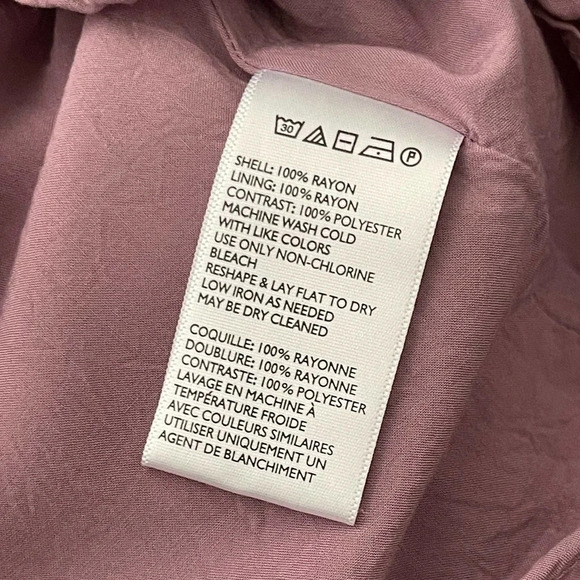 30 P
SHELL: 100% RAYON
LINING: 100% RAYON
CONTRAST: 100% POLYESTER
MACHINE WASH COLD
WITH LIKE COLORS
USE ONLY NON-CHLORINE
BLEACH
RESHAPE & LAY FLAT TO DRY
LOW IRON AS NEEDED
MAY BE DRY CLEANED
COQUILLE: 100% RAYONNE
DOUBLURE: 100% RAYONNE
CONTRASTE: 100% POLYESTER
LAVAGE EN MACHINE À
TEMPÉRATURE FROIDE
AVEC COULEURS SIMILAIRES
UTILISER UNIQUEMENT UN
AGENT DE BLANCHIMENT